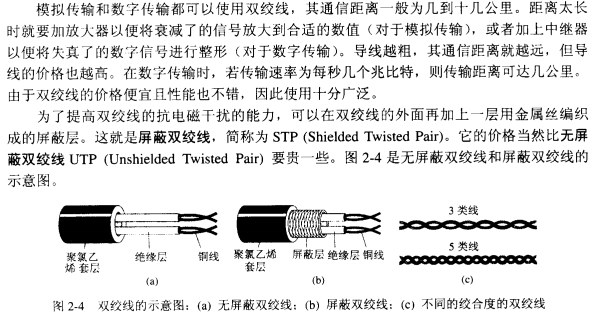 模拟传输和数字传输都可以使用双绞线，其通信距离一般为几到十几公里。距离太长
时就要加放大器以便将衰减了的信号放大到合适的数值（对于模拟传输），或者加上中继器
以便将失真了的数字信号进行整形（对于数字传输）。导线越粗，其通信距离就越远，但导
线的价格也越高。在数字传输时，若传输速率为每秒几个兆比特，则传输距离可达几公里。
由于双绞线的价格便宜且性能也不错，因此使用十分广泛。
为了提高双绞线的抗电磁干扰的能力，可以在双绞线的外面再加上一层用金属丝编织
成的屏蔽层。这就是屏蔽双绞线，简称为 STP (Shielded Twisted Pair)。它的价格当然比无屏
蔽双绞线 UTP (Unshielded Twisted Pair) 要贵一些。图 2-4 是无屏蔽双绞线和屏蔽双绞线的
示意图。
聚氯乙
烯 套层
绝缘层
铜线
(a)
聚氯乙
烯 套层
屏蔽层
绝缘层
铜线
(b)
3 类线
5 类线
(c)
图 2-4 双绞线的示意图：(a) 无屏蔽双绞线；(b) 屏蔽双绞线；(c) 不同的绞合度的双绞线